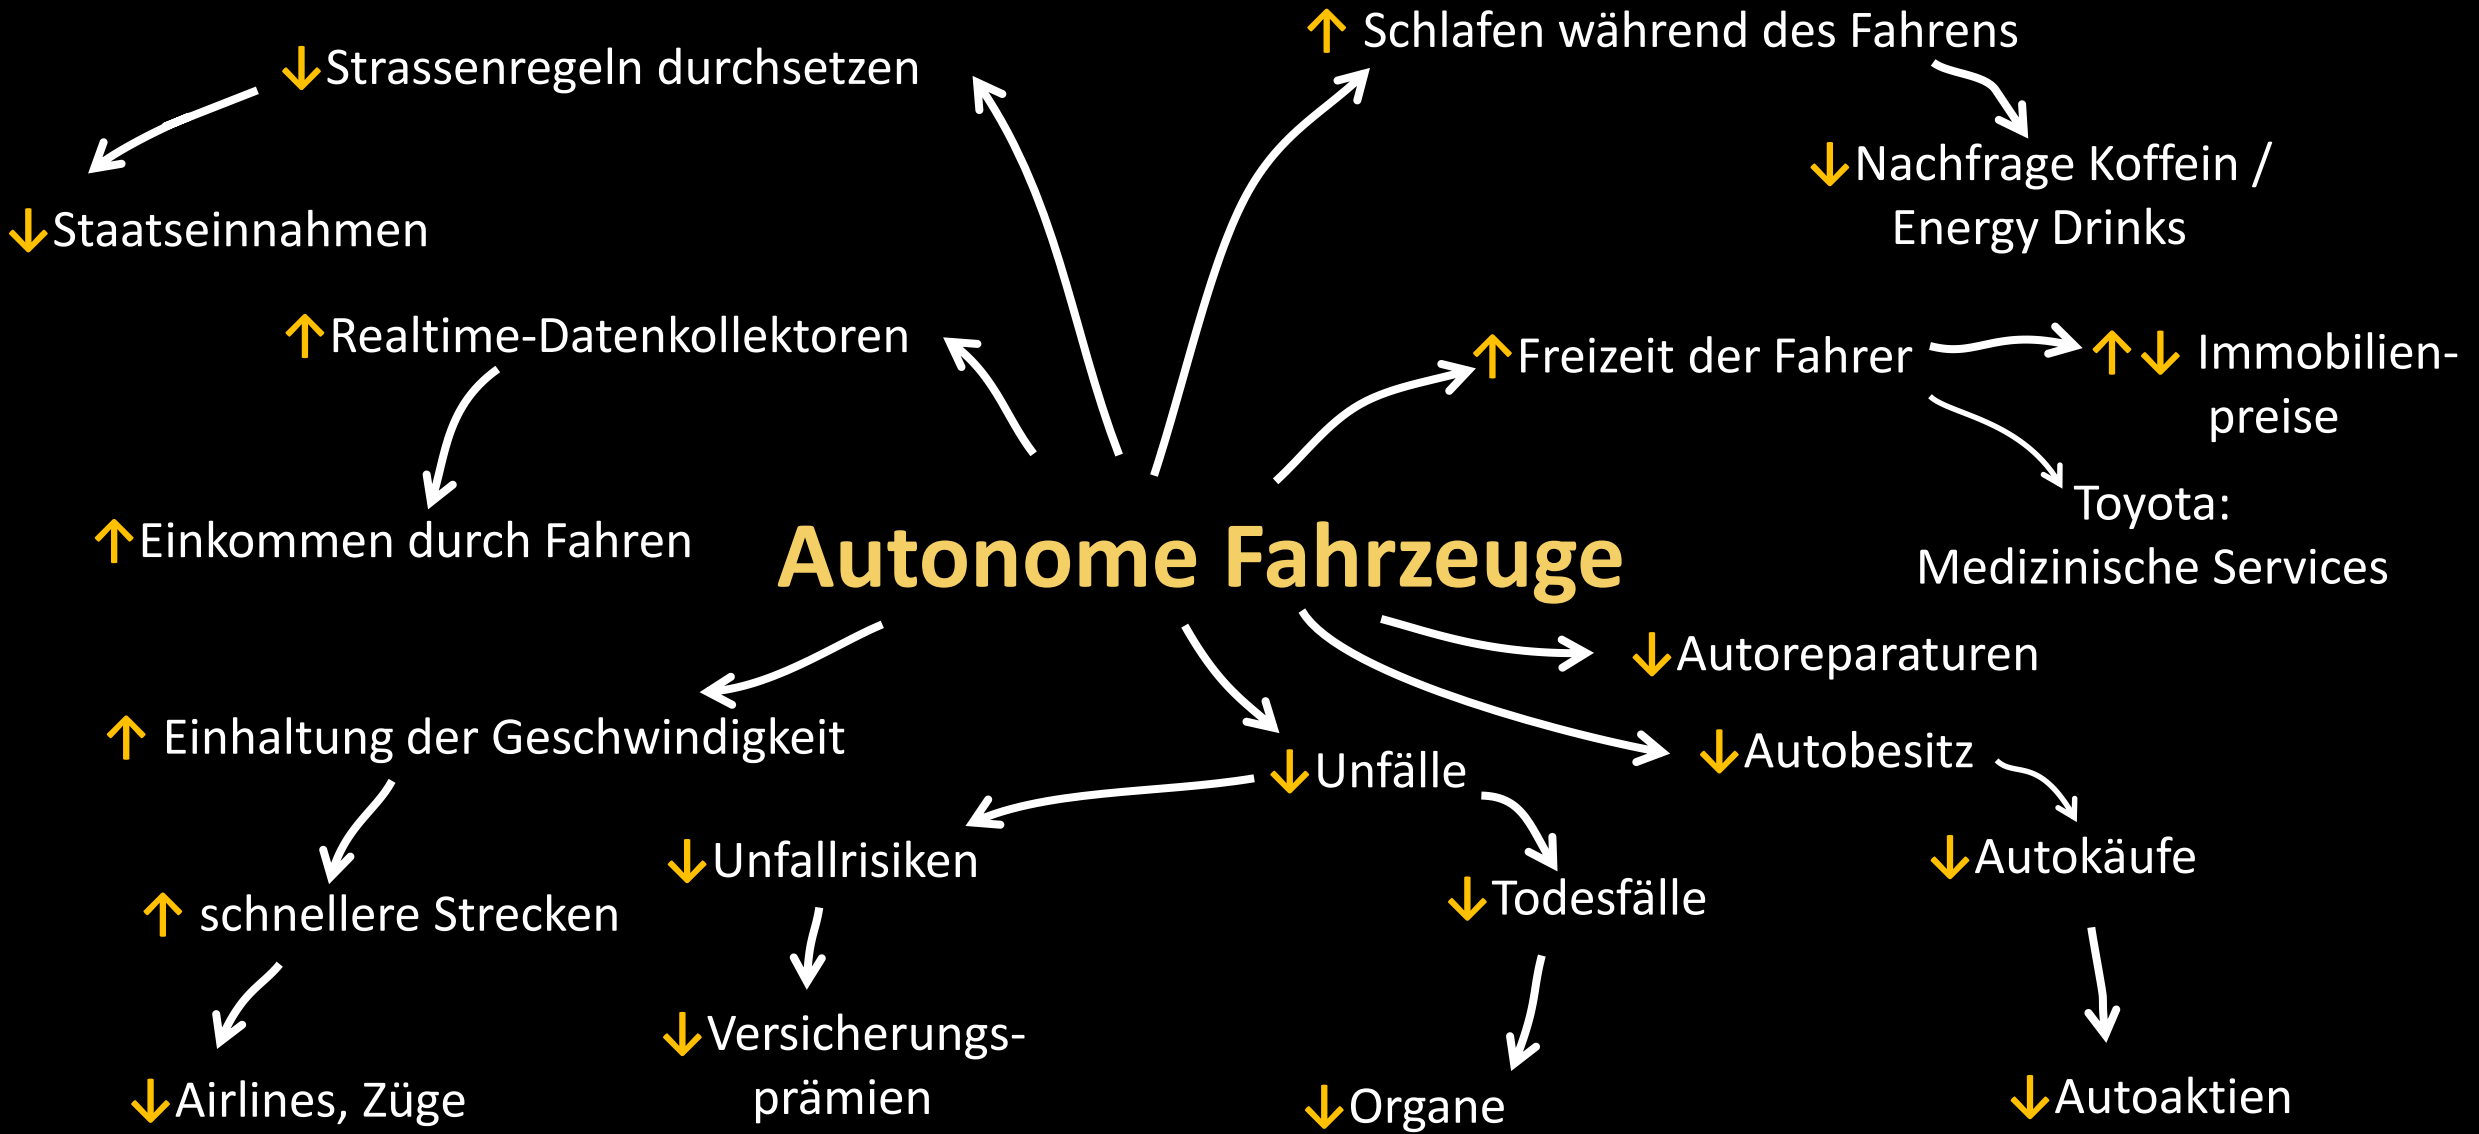 ↑ Schlafen während des Fahrens
↓Strassenregeln durchsetzen
↓Nachfrage Koffein /
Energy Drinks
↓Staatseinnahmen
↑Realtime-Datenkollektoren
↑Freizeit der Fahrer
↑↓ Immobilien-
preise
↑Einkommen durch Fahren
Autonome Fahrzeuge
Toyota:
Medizinische Services
↓Autoreparaturen
↑ Einhaltung der Geschwindigkeit
↓Unfälle
↓Autobesitz
↓Unfallrisiken
↓Todesfälle
↓Autokäufe
↑ schnellere Strecken
↓Versicherungs-
prämien
↓Airlines, Züge
↓Organe
↓Autoaktien